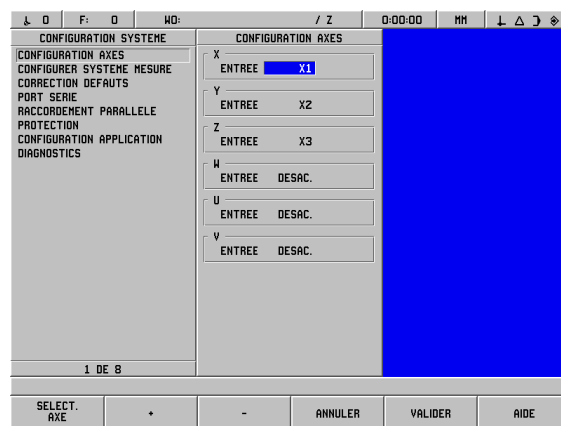 0 F: 0 WO: / Z 0:00:00 MM
CONFIGURATION SYSTEME
CONFIGURATION AXES
CONFIGURER SYSTEME MESURE
CORRECTION DEFAUTS
PORT SERIE
RACCORDEMENT PARALLELE
PROTECTION
CONFIGURATION APPLICATION
DIAGNOSTICS
1 DE 8
CONFIGURATION AXES
X
ENTREE X1
Y
ENTREE X2
Z
ENTREE X3
W
ENTREE DESAC.
U
ENTREE DESAC.
V
ENTREE DESAC.
SELECT.
AXE
+
-
ANNULER
VALIDER
AIDE